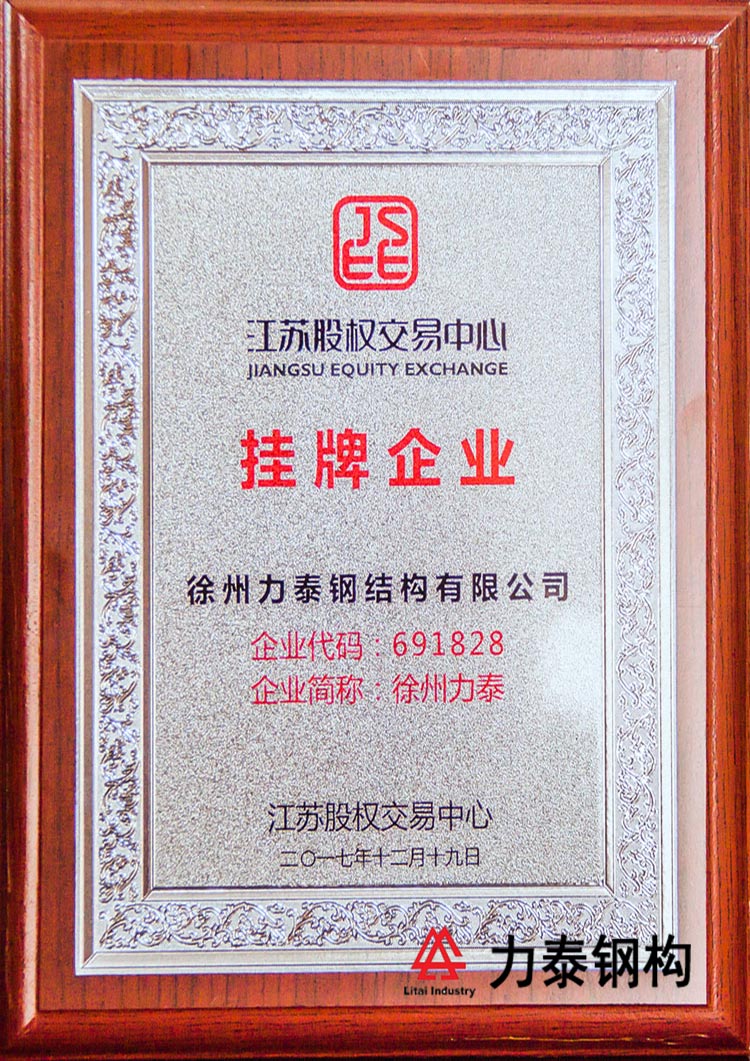 JSEE
江苏股权交易中心
JIANGSU EQUITY EXCHANGE
挂牌企业
徐州力泰钢结构有限公司
企业代码：691828
企业简称：徐州力泰
江苏股权交易中心
二〇一七年十二月十九日
力泰钢构
Litai Industry